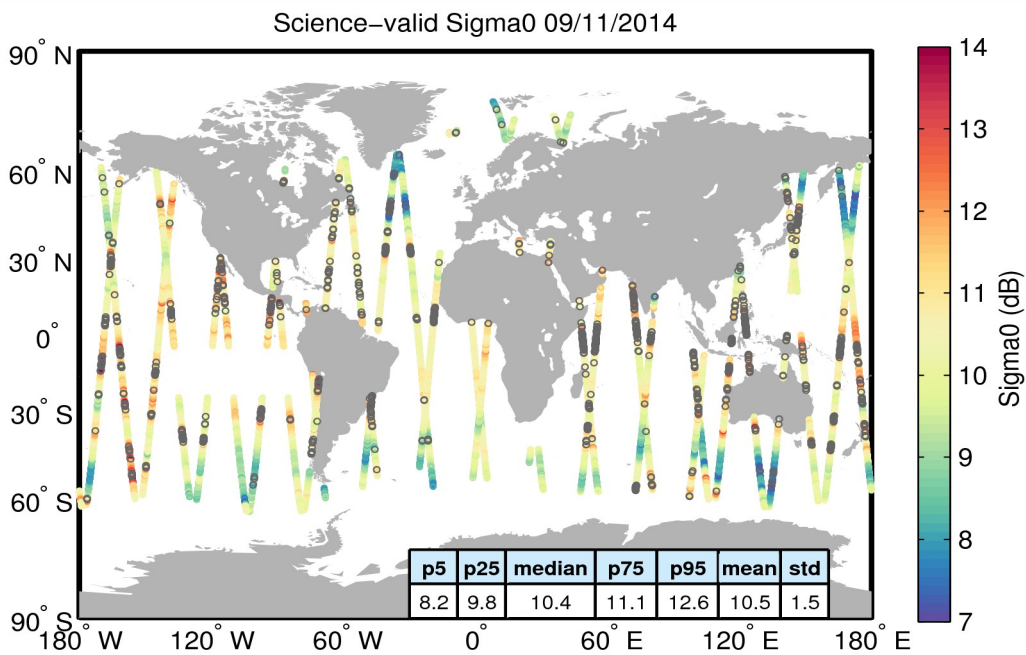 Science−valid Sigma0 09/11/2014
90° N
60° N
30° N
0°
30° S
60° S
90° S
180° W
120° W
60° W
0°
60° E
120° E
180° E
p5 p25 median p75 p95 mean std
8.2 9.8 10.4 11.1 12.6 10.5 1.5
14
13
12
11
10
9
8
7
Sigma0 (dB)